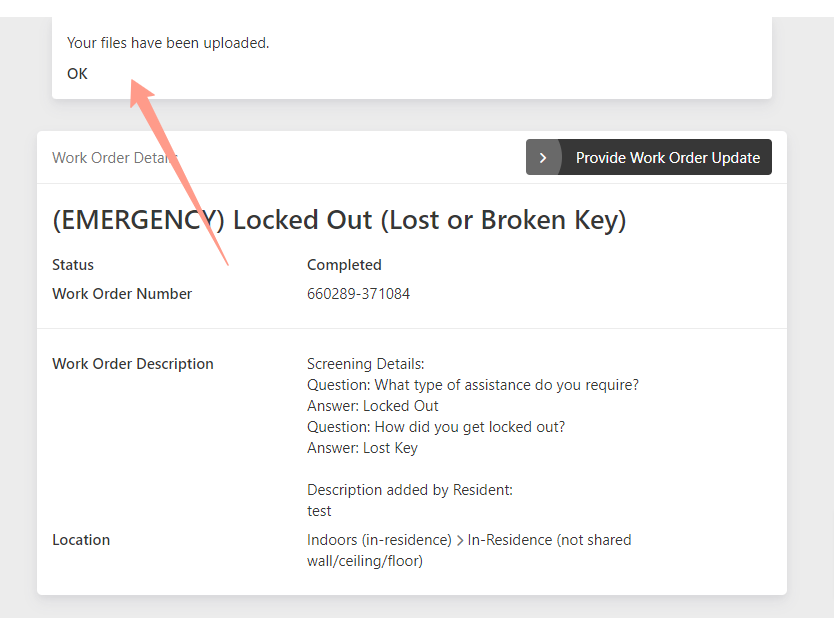 Your files have been uploaded.
OK
Work Order Details
Provide Work Order Update
(EMERGENCY) Locked Out (Lost or Broken Key)
Status Completed
Work Order Number 660289-371084
Work Order Description Screening Details:
Question: What type of assistance do you require?
Answer: Locked Out
Question: How did you get locked out?
Answer: Lost Key
Description added by Resident:
test
Location Indoors (in-residence) > In-Residence (not shared
wall/ceiling/floor)